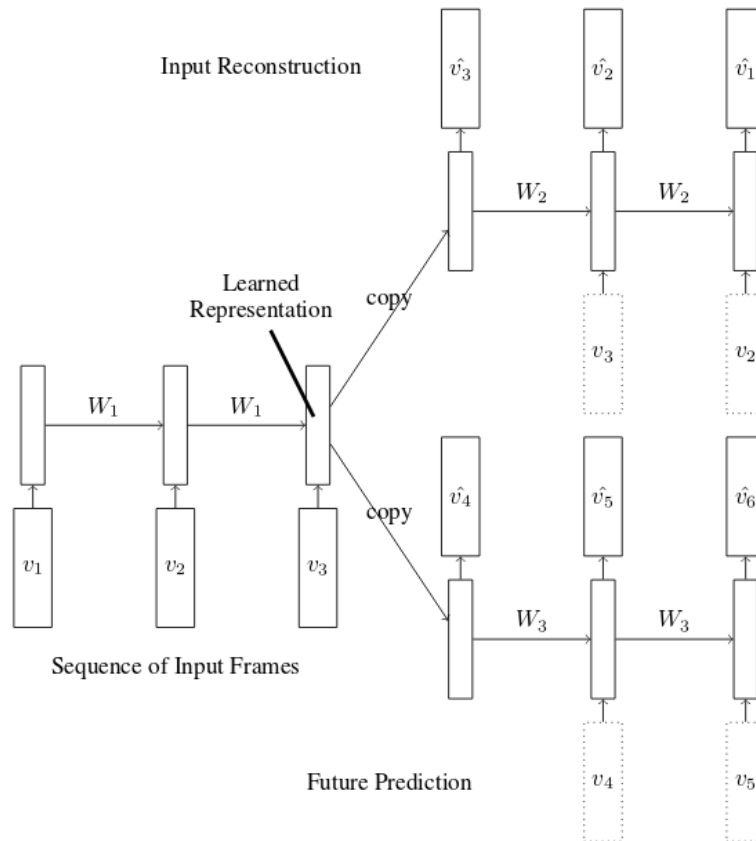 Input Reconstruction
v̂₃ v̂₂ v̂₁
W₂ W₂
Learned
Representation
copy
v₃ v₂
W₁ W₁
v₁ v₂ v₃
Sequence of Input Frames
copy
v̂₄ v̂₅ v̂₆
W₃ W₃
v₄ v₅
Future Prediction